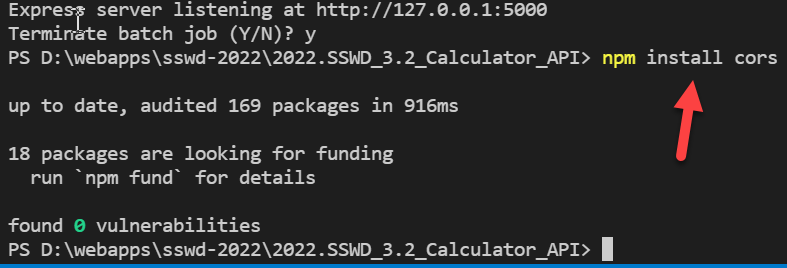 Express server listening at http://127.0.0.1:5000
Terminate batch job (Y/N)? y
PS D:\webapps\sswd-2022\2022.SSWD_3.2_Calculator_API> npm install cors
up to date, audited 169 packages in 916ms
18 packages are looking for funding
  run `npm fund` for details
found 0 vulnerabilities
PS D:\webapps\sswd-2022\2022.SSWD_3.2_Calculator_API>